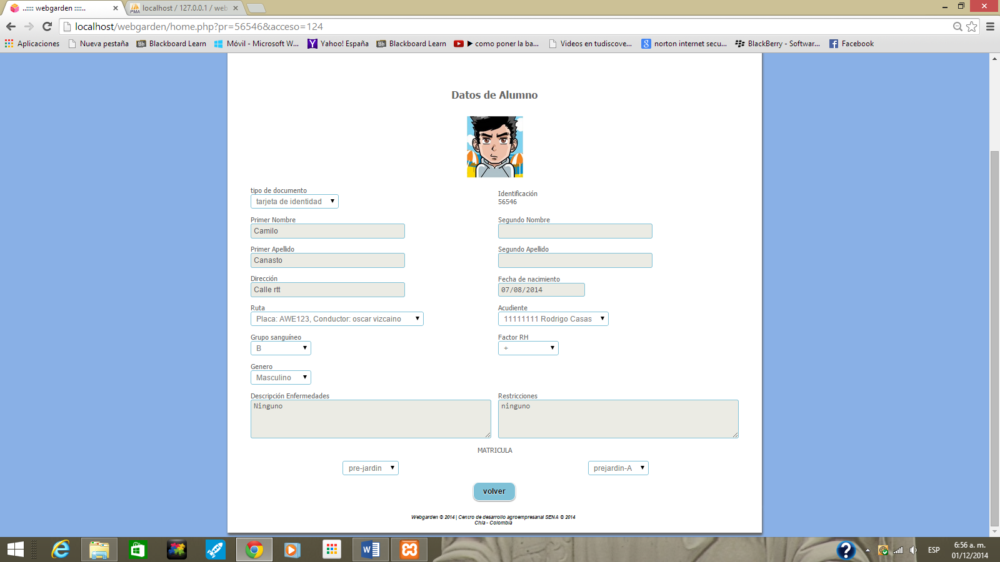 ..:::: webgarden ::::..
localhost / 127.0.0.1 / web
localhost/webgarden/home.php?pr=56546&acceso=124
Aplicaciones Nueva pestaña Blackboard Learn Móvil - Microsoft W... Yahoo! España Blackboard Learn ► como poner la ba... Videos en tudiscove... norton internet secu... BlackBerry - Softwar... Facebook
Datos de Alumno
tipo de documento
tarjeta de identidad
Identificación
56546
Primer Nombre
Camilo
Segundo Nombre
Primer Apellido
Canasto
Segundo Apellido
Dirección
Calle rtt
Fecha de nacimiento
07/08/2014
Ruta
Placa: AWE123, Conductor: oscar vizcaino
Acudiente
11111111 Rodrigo Casas
Grupo sanguíneo
B
Factor RH
+
Genero
Masculino
Descripción Enfermedades
Ninguno
Restricciones
ninguno
MATRICULA
pre-jardin
prejardin-A
volver
Webgarden © 2014 | Centro de desarrollo agroempresarial SENA © 2014
Chía - Colombia
ESP
6:56 a. m.
01/12/2014